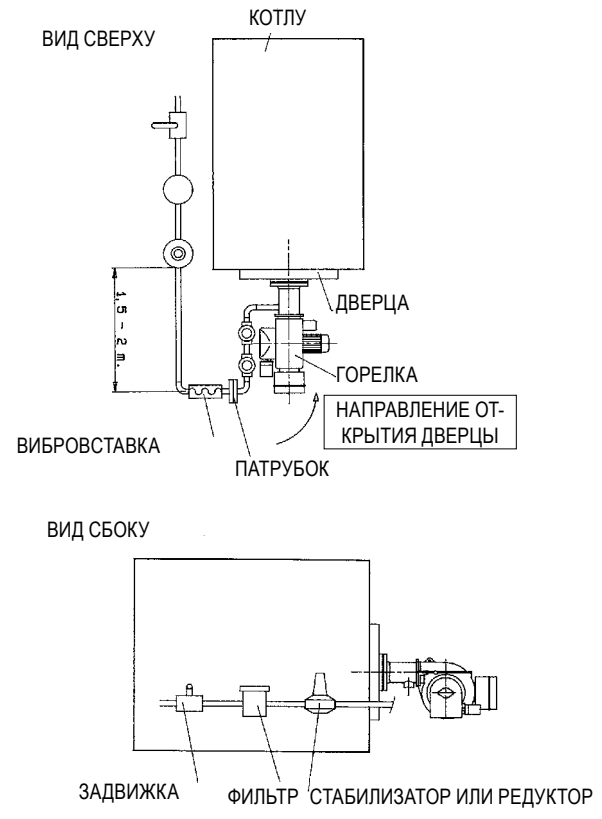 КОТЛУ
ВИД СВЕРХУ
ДВЕРЦА
1,5 - 2 m.
ГОРЕЛКА
НАПРАВЛЕНИЕ ОТ-
КРЫТИЯ ДВЕРЦЫ
ВИБРОВСТАВКА
ПАТРУБОК
ВИД СБОКУ
ЗАДВИЖКА
ФИЛЬТР
СТАБИЛИЗАТОР ИЛИ РЕДУКТОР